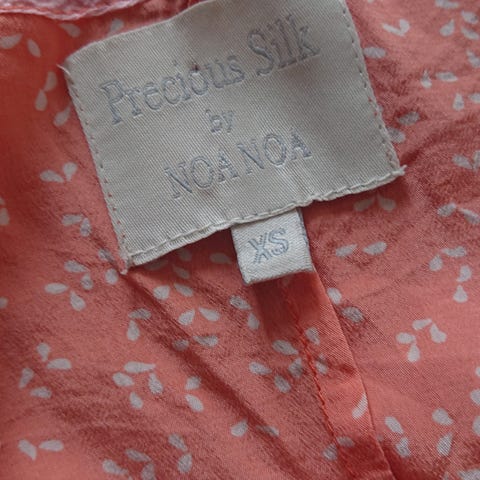 Precious Silk
by
NOA NOA
XS